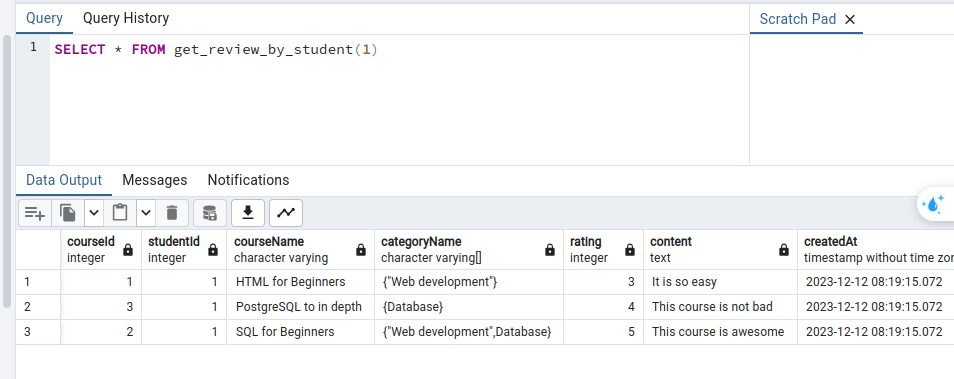 Query Query History Scratch Pad
1 SELECT * FROM get_review_by_student(1)
Data Output Messages Notifications
courseId studentId courseName categoryName rating content createdAt
integer integer character varying character varying[] integer text timestamp without time zon
1 1 1 HTML for Beginners {"Web development"} 3 It is so easy 2023-12-12 08:19:15.072
2 3 1 PostgreSQL to in depth {Database} 4 This course is not bad 2023-12-12 08:19:15.072
3 2 1 SQL for Beginners {"Web development",Database} 5 This course is awesome 2023-12-12 08:19:15.072